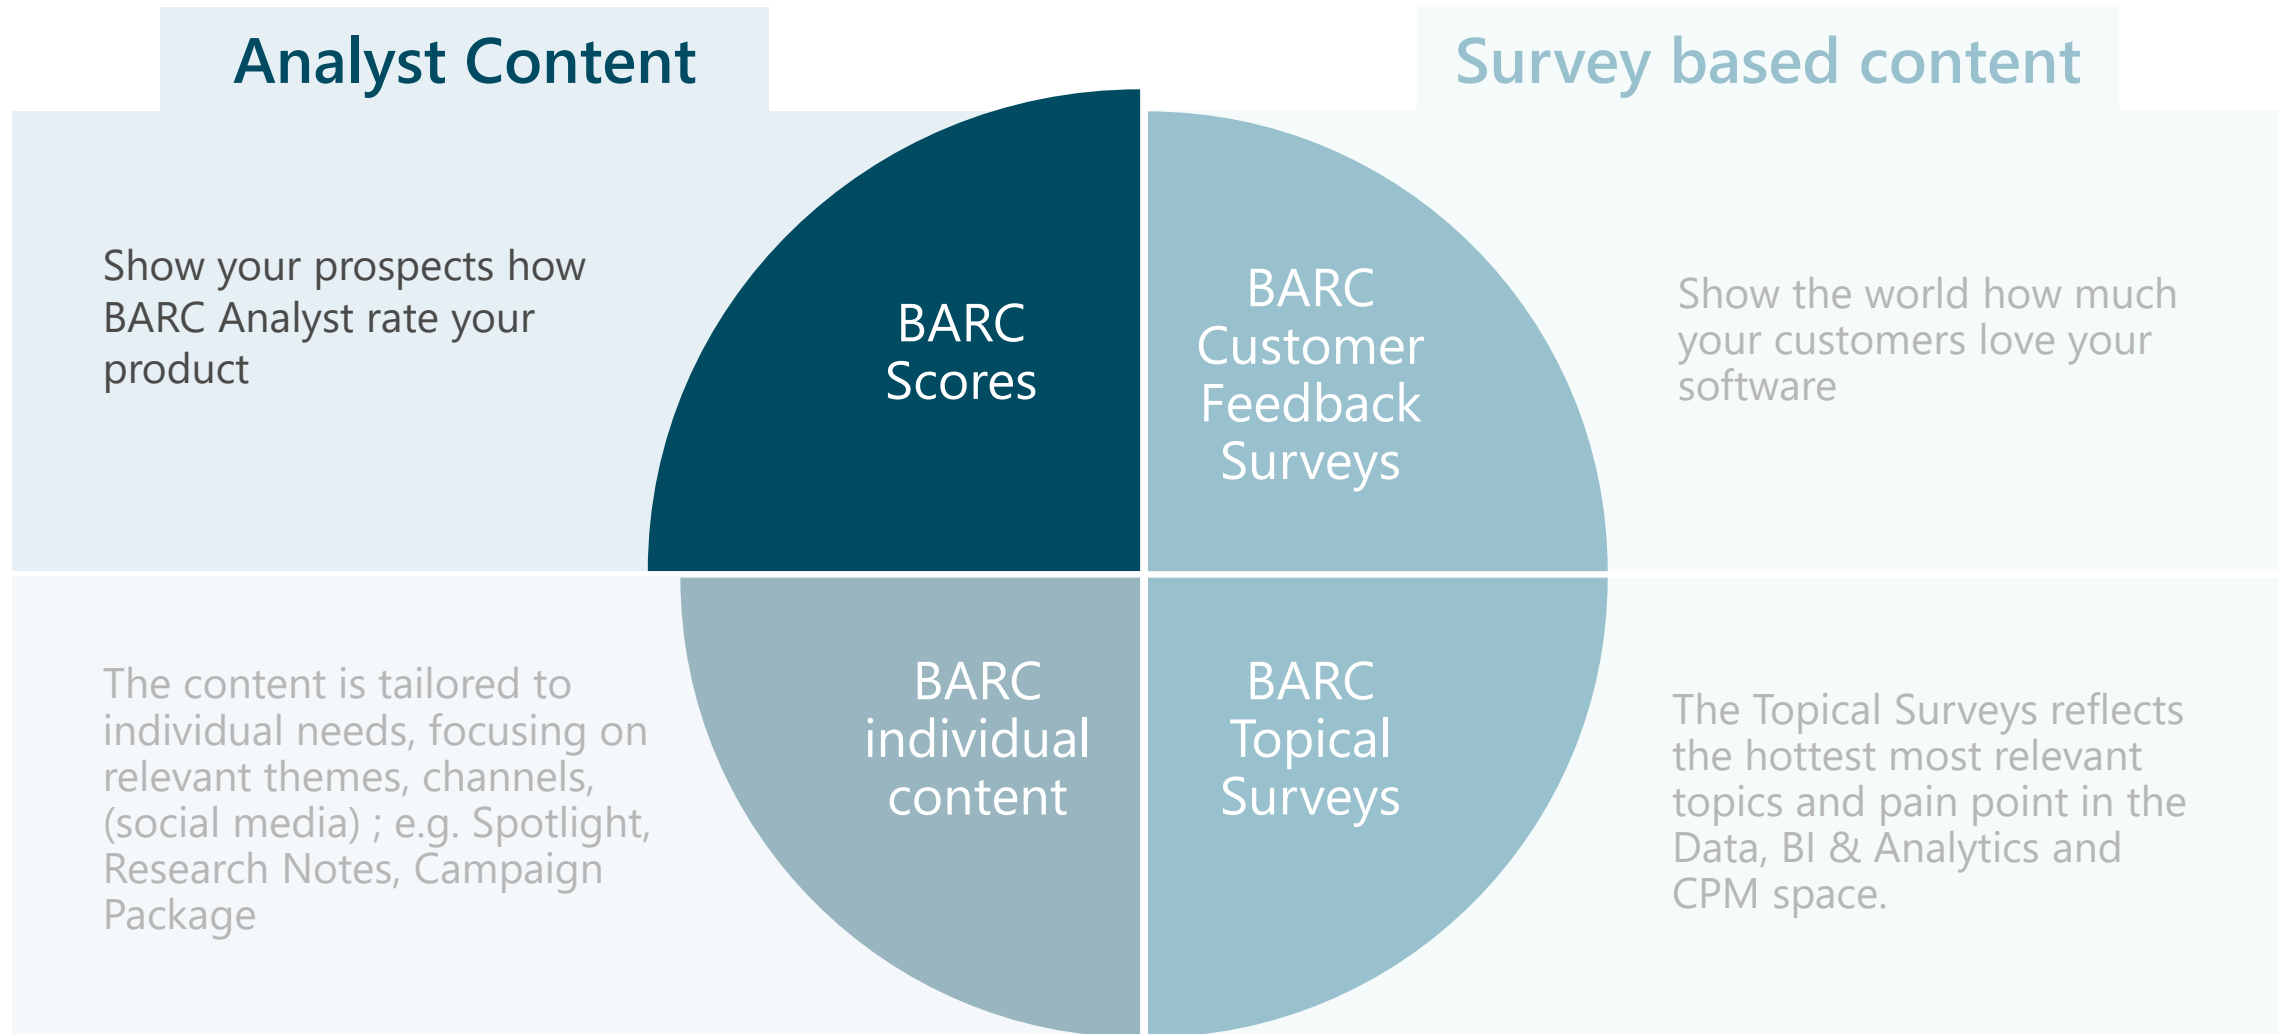 Analyst Content
Survey based content
Show your prospects how
BARC Analyst rate your
product
BARC
Scores
BARC
Customer
Feedback
Surveys
Show the world how much
your customers love your
software
The content is tailored to
individual needs, focusing on
relevant themes, channels,
(social media) ; e.g. Spotlight,
Research Notes, Campaign
Package
BARC
individual
content
BARC
Topical
Surveys
The Topical Surveys reflects
the hottest most relevant
topics and pain point in the
Data, BI & Analytics and
CPM space.